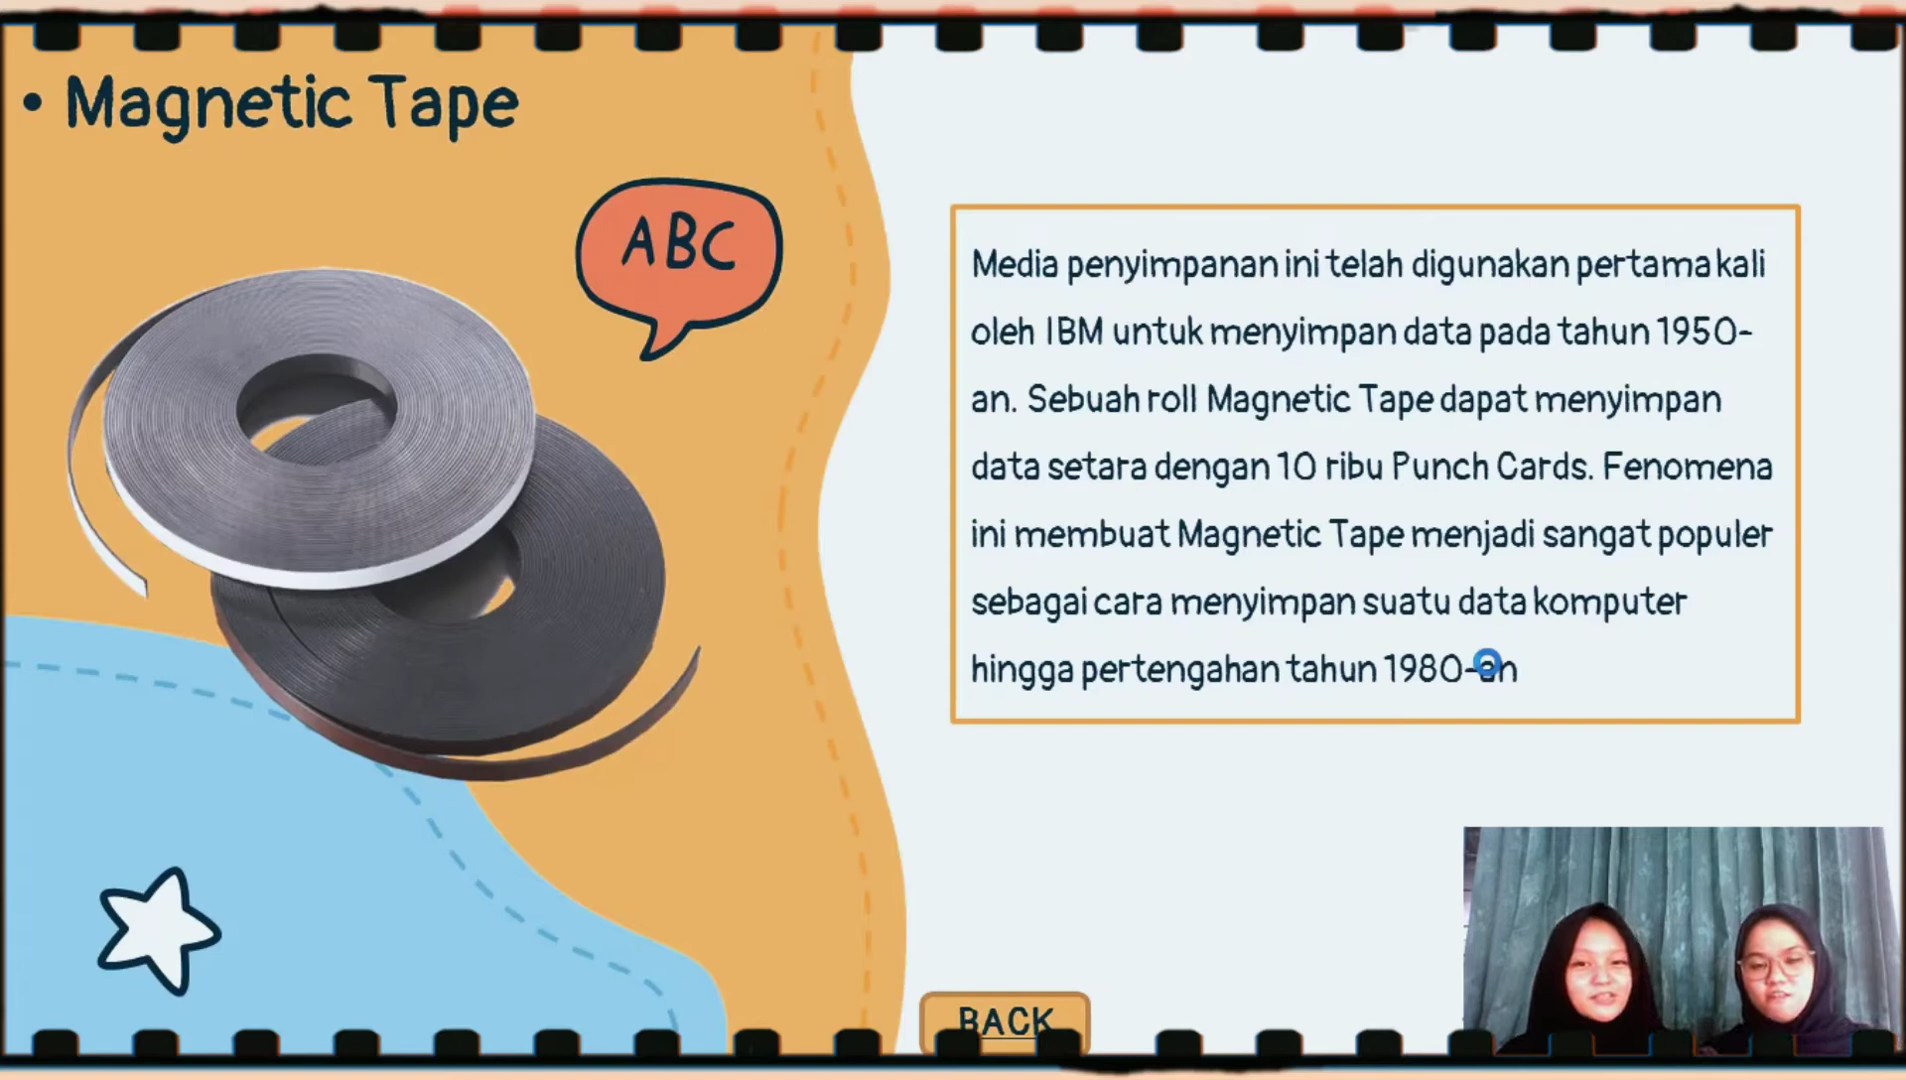 • Magnetic Tape
ABC
Media penyimpanan ini telah digunakan pertama kali
oleh IBM untuk menyimpan data pada tahun 1950-
an. Sebuah roll Magnetic Tape dapat menyimpan
data setara dengan 10 ribu Punch Cards. Fenomena
ini membuat Magnetic Tape menjadi sangat populer
sebagai cara menyimpan suatu data komputer
hingga pertengahan tahun 1980-an
BACK